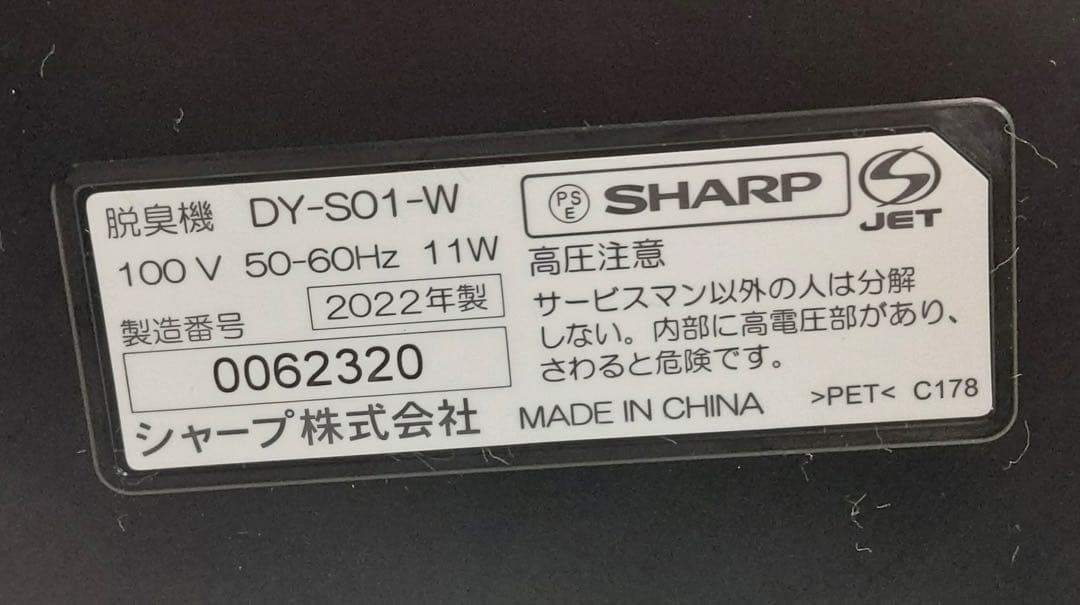 脱臭機 DY-S01-W
100V 50-60Hz 11W
2022年製
製造番号
0062320
シャープ株式会社
PSE SHARP
JET
高圧注意
サービスマン以外の人は分解
しない。内部に高電圧部があり、
さわると危険です。
MADE IN CHINA >PET< C178